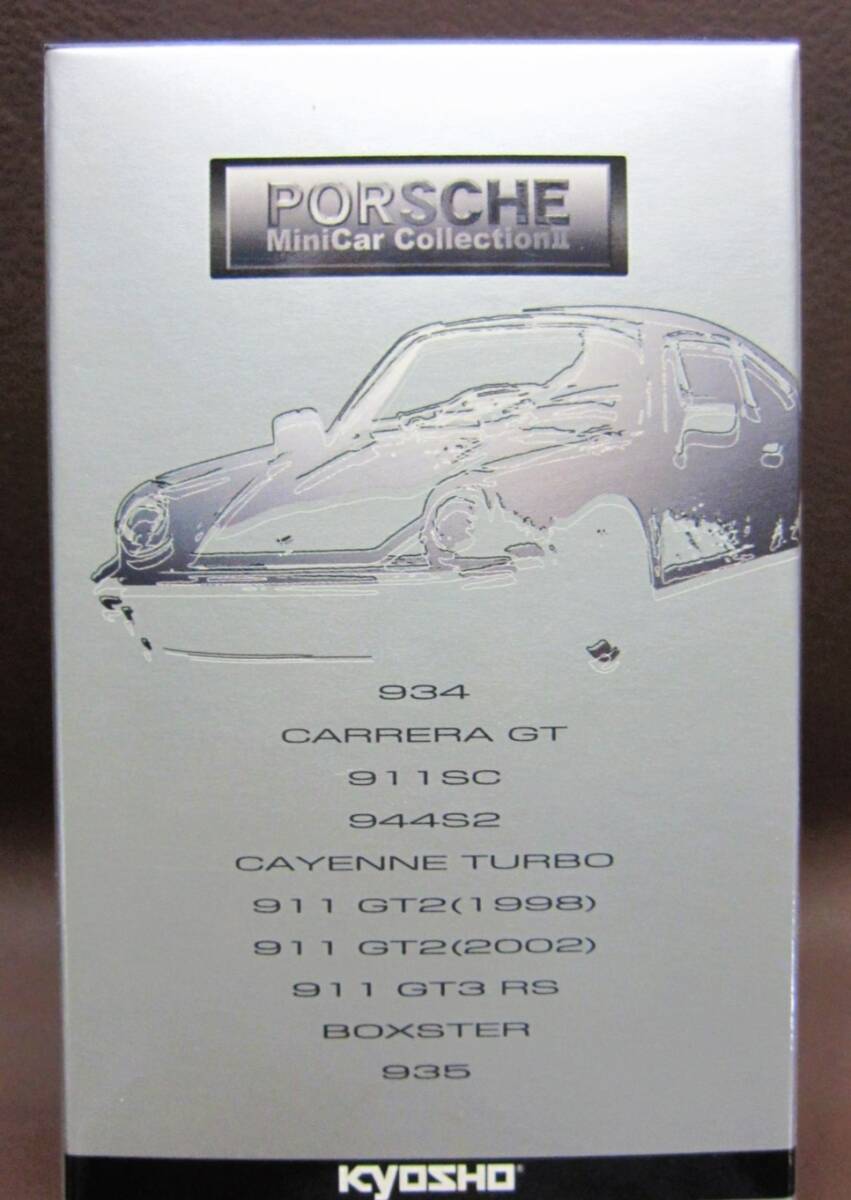 PORSCHE
MiniCar CollectionII
934
CARRERA GT
911SC
944S2
CAYENNE TURBO
911 GT2(1998)
911 GT2(2002)
911 GT3 RS
BOXSTER
935
KYOSHO